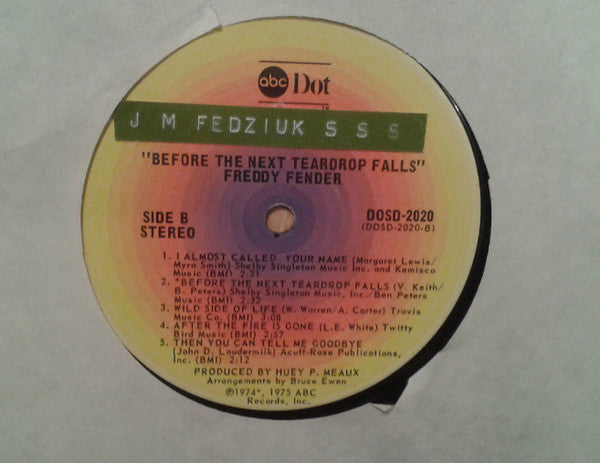 abc Dot
TM
J M FEDZIUK S S S
"BEFORE THE NEXT TEARDROP FALLS"
FREDDY FENDER
SIDE B
STEREO
DOSD-2020
(DOSD-2020-B)
1. I ALMOST CALLED YOUR NAME (Margaret Lewis/
Myra Smith) Shelby Singleton Music Inc. and Kemisco
Music (BMI) 2:51
2. *BEFORE THE NEXT TEARDROP FALLS (V. Keith/
B. Peters) Shelby Singleton Music, Inc/Ben Peters
Music (BMI) 2:32
3. WILD SIDE OF LIFE (W. Warren/A. Carter) Travis
Music Co. (BMI) 3:08
4. AFTER THE FIRE IS GONE (L.E. White) Twitty
Bird Music (BMI) 2:57
5. THEN YOU CAN TELL ME GOODBYE
(John D. Loudermilk) Acuff-Rose Publications,
Inc. (BMI) 2:12
PRODUCED BY HUEY P. MEAUX
Arrangements by Bruce Ewen
℗1974*, 1975 ABC
Records, Inc.